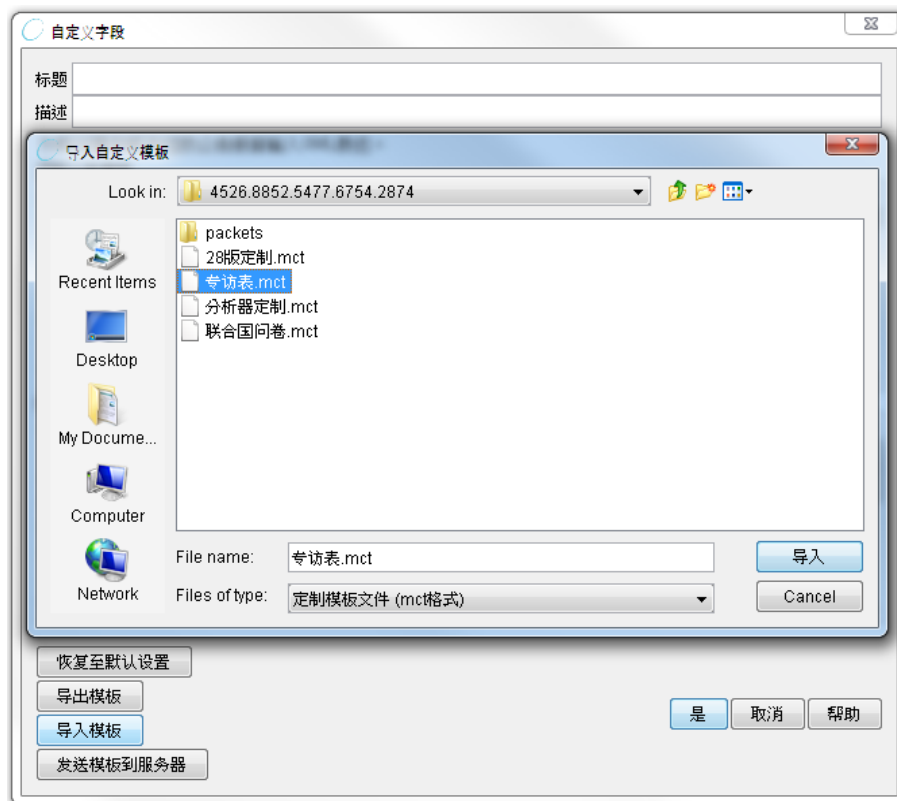 自定义字段
标题
描述
导入自定义模板
Look in:
4526.8852.5477.6754.2874
packets
28版定制.mct
专访表.mct
分析器定制.mct
联合国问卷.mct
Recent Items
Desktop
My Docume...
Computer
Network
File name:
专访表.mct
导入
Files of type:
定制模板文件 (mct格式)
Cancel
恢复至默认设置
导出模板
导入模板
发送模板到服务器
是
取消
帮助